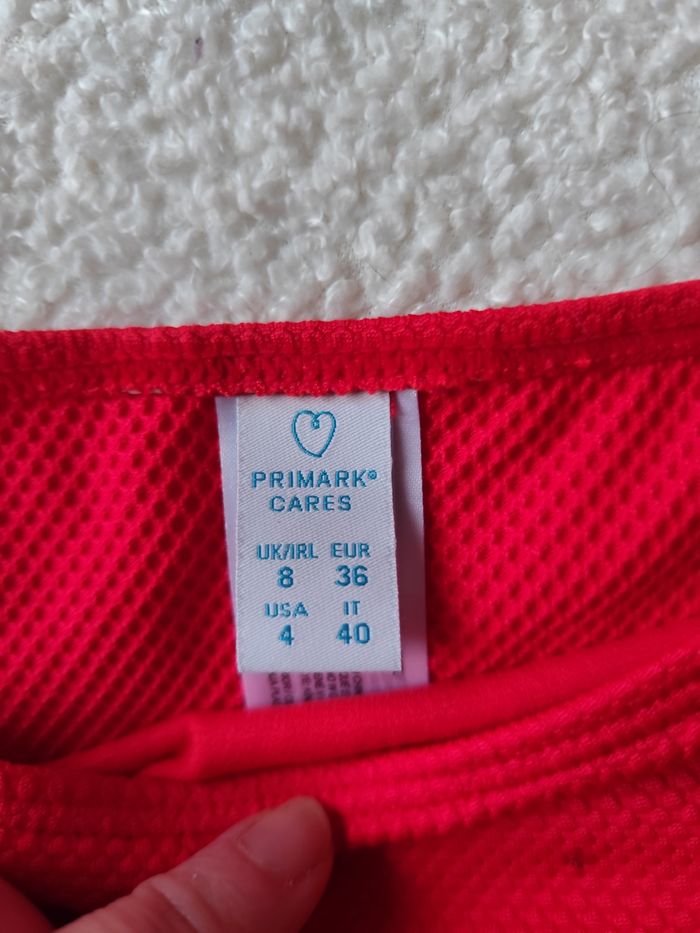 PRIMARK®
CARES
UK/IRL EUR
8 36
USA IT
4 40